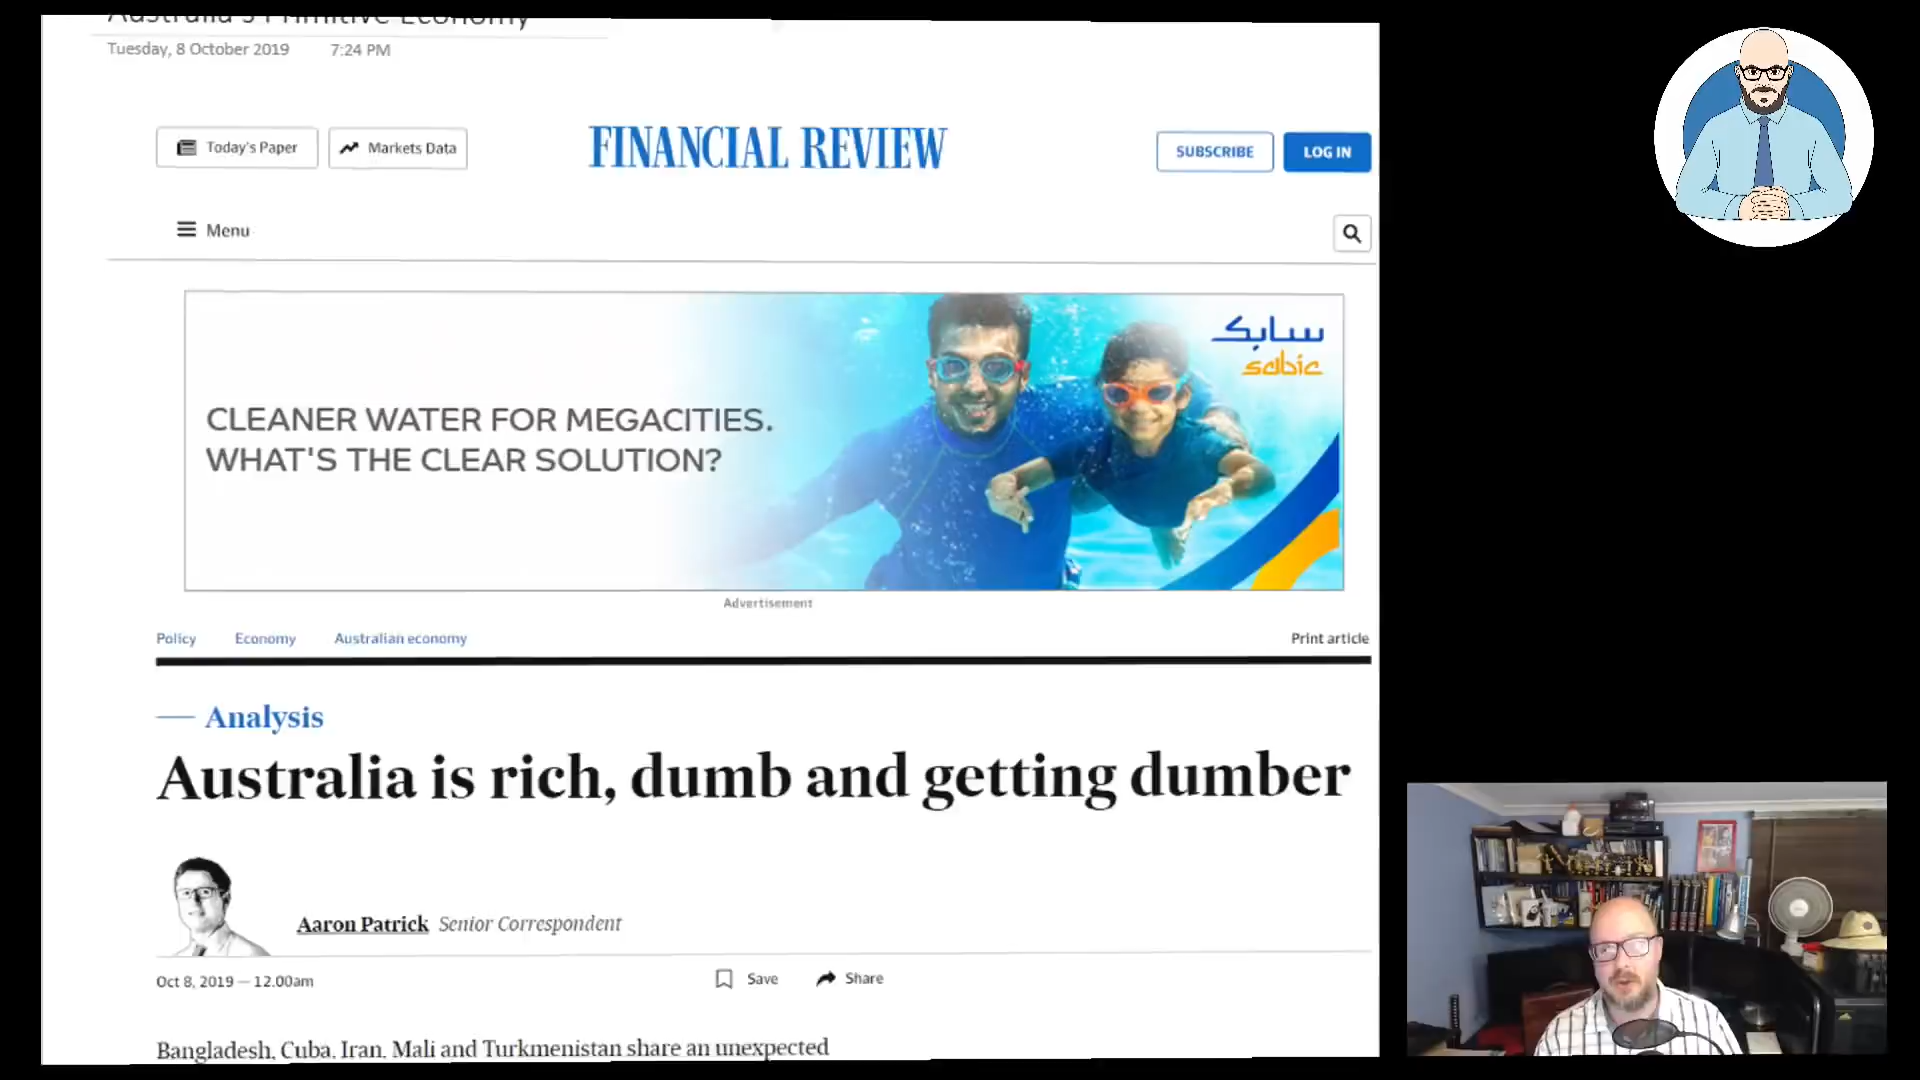 Australia's Primitive Economy
Tuesday, 8 October 2019 7:24 PM
Today's Paper
Markets Data
FINANCIAL REVIEW
SUBSCRIBE
LOG IN
Menu
سابك
sabic
CLEANER WATER FOR MEGACITIES.
WHAT'S THE CLEAR SOLUTION?
Advertisement
Policy Economy Australian economy Print article
Analysis
Australia is rich, dumb and getting dumber
Aaron Patrick Senior Correspondent
Oct 8, 2019 — 12.00am
Save
Share
Bangladesh, Cuba, Iran, Mali and Turkmenistan share an unexpected